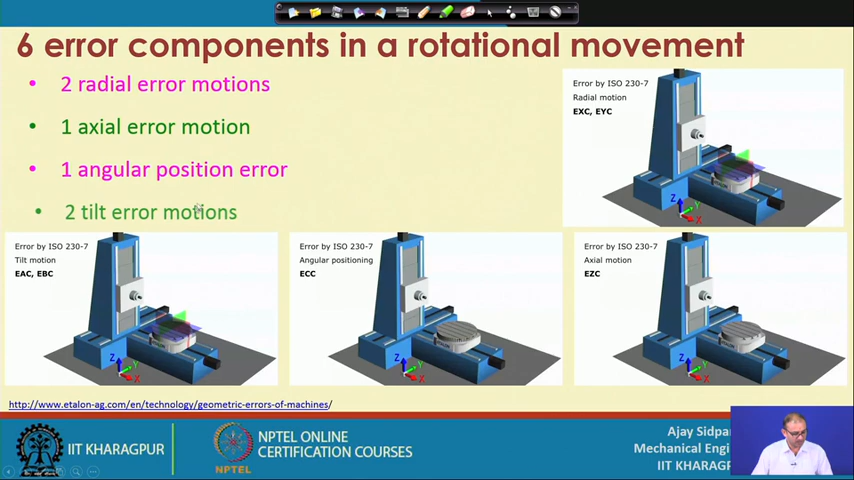 6 error components in a rotational movement
• 2 radial error motions
• 1 axial error motion
• 1 angular position error
• 2 tilt error motions
Error by ISO 230-7
Radial motion
EXC, EYC
Z
Y
X
Error by ISO 230-7
Tilt motion
EAC, EBC
Z
Y
X
Error by ISO 230-7
Angular positioning
ECC
Z
Y
X
Error by ISO 230-7
Axial motion
EZC
Z
Y
X
http://www.etalon-ag.com/en/technology/geometric-errors-of-machines/
IIT KHARAGPUR
NPTEL
NPTEL ONLINE
CERTIFICATION COURSES
Ajay
Mechanical
IIT